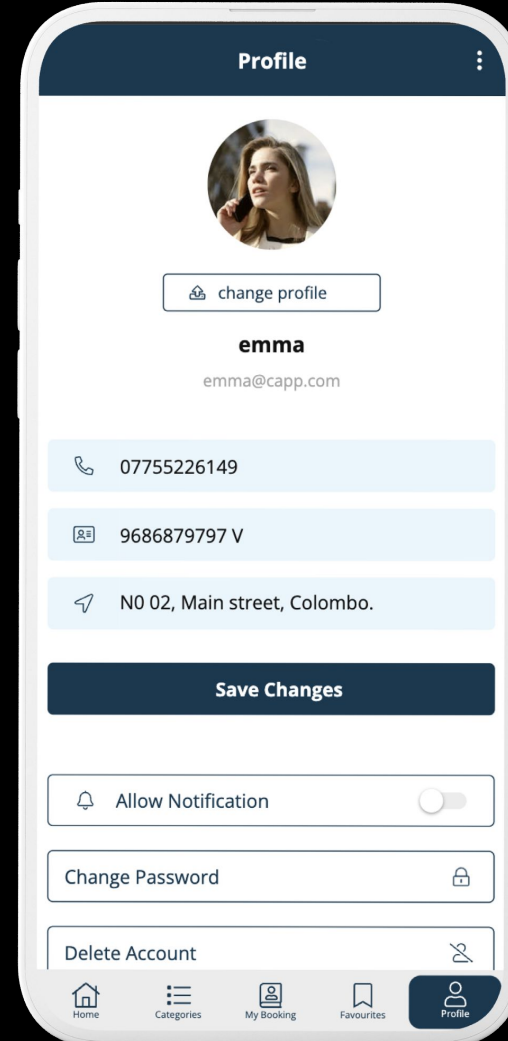 Profile
change profile
emma
emma@capp.com
07755226149
9686879797 V
N0 02, Main street, Colombo.
Save Changes
Allow Notification
Change Password
Delete Account
Home
Categories
My Booking
Favourites
Profile